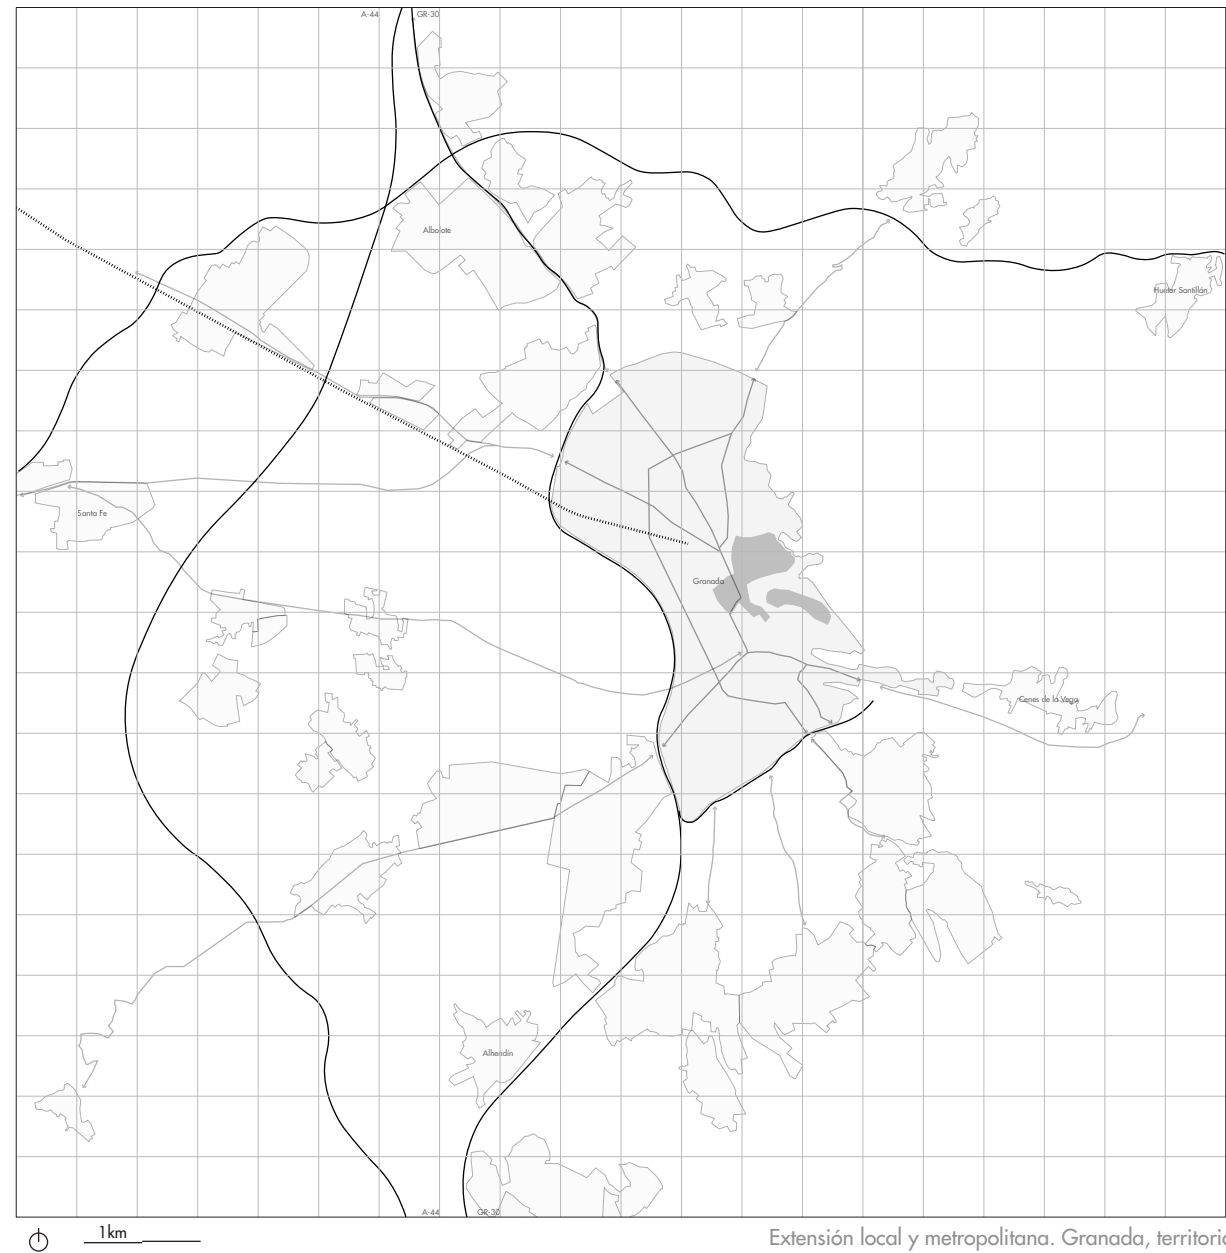 A-44
GR-30
Albolote
Huétor Santillán
Santa Fe
Granada
Cenes de la Vega
Alhendín
A-44
GR-30
1km
Extensión local y metropolitana. Granada, territorio